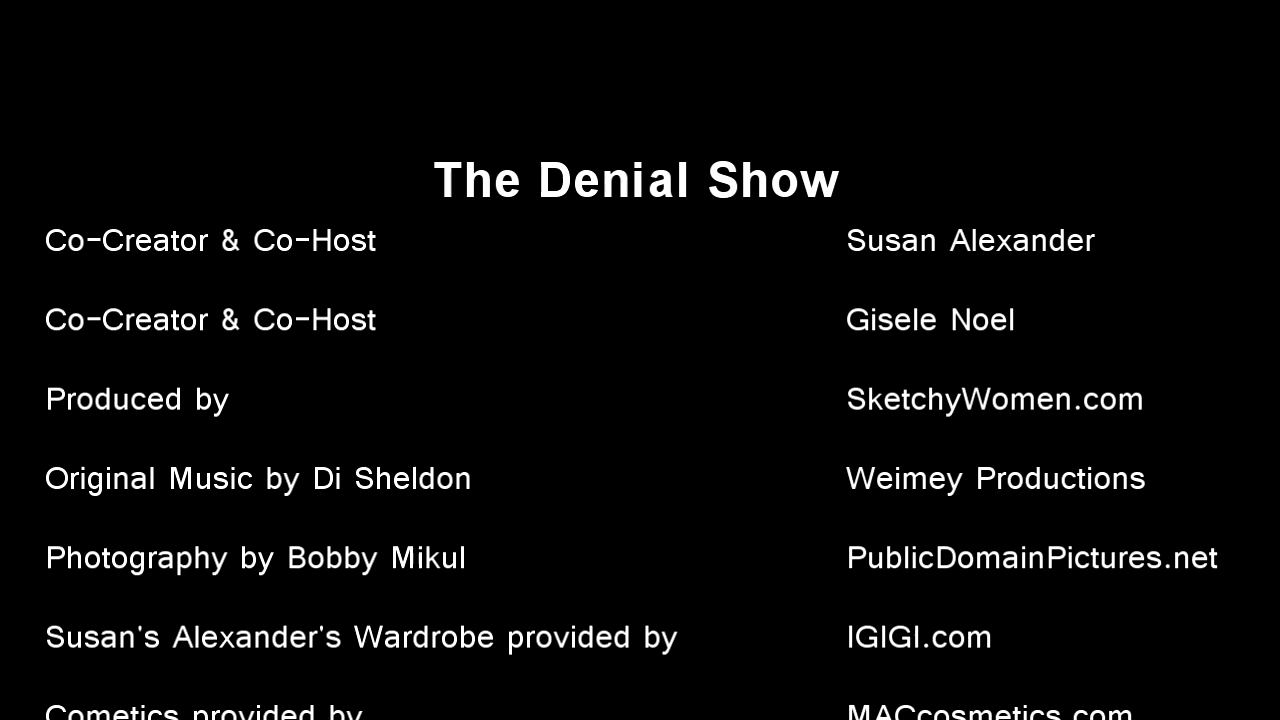 The Denial Show
Co-Creator & Co-Host Susan Alexander
Co-Creator & Co-Host Gisele Noel
Produced by SketchyWomen.com
Original Music by Di Sheldon Weimey Productions
Photography by Bobby Mikul PublicDomainPictures.net
Susan's Alexander's Wardrobe provided by IGIGI.com
Cometics provided by MACcosmetics.com